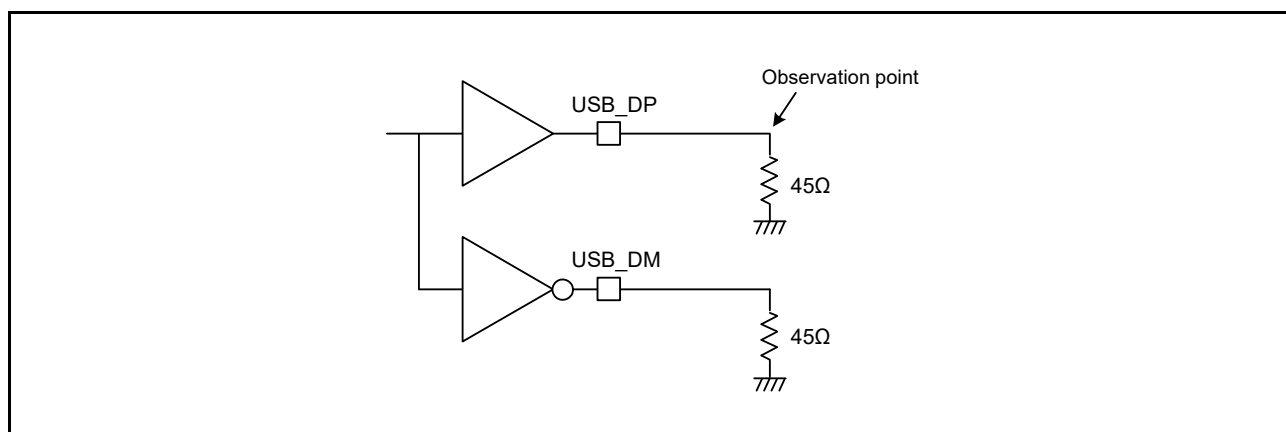 Observation point
USB_DP
45Ω
USB_DM
45Ω